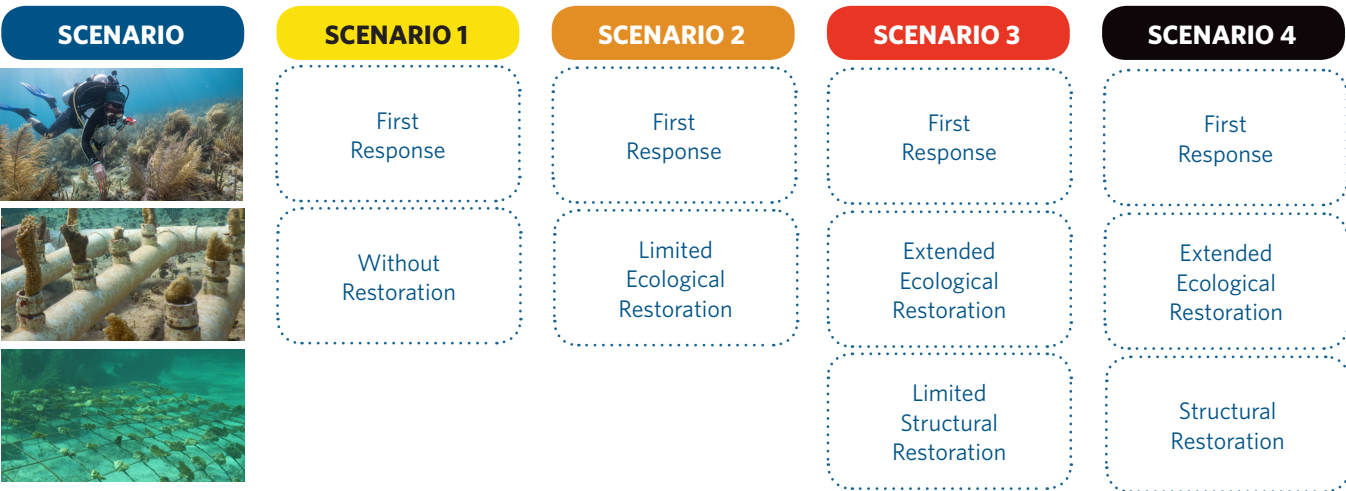 SCENARIO
SCENARIO 1
SCENARIO 2
SCENARIO 3
SCENARIO 4
First
Response
First
Response
First
Response
First
Response
Without
Restoration
Limited
Ecological
Restoration
Extended
Ecological
Restoration
Extended
Ecological
Restoration
Limited
Structural
Restoration
Structural
Restoration